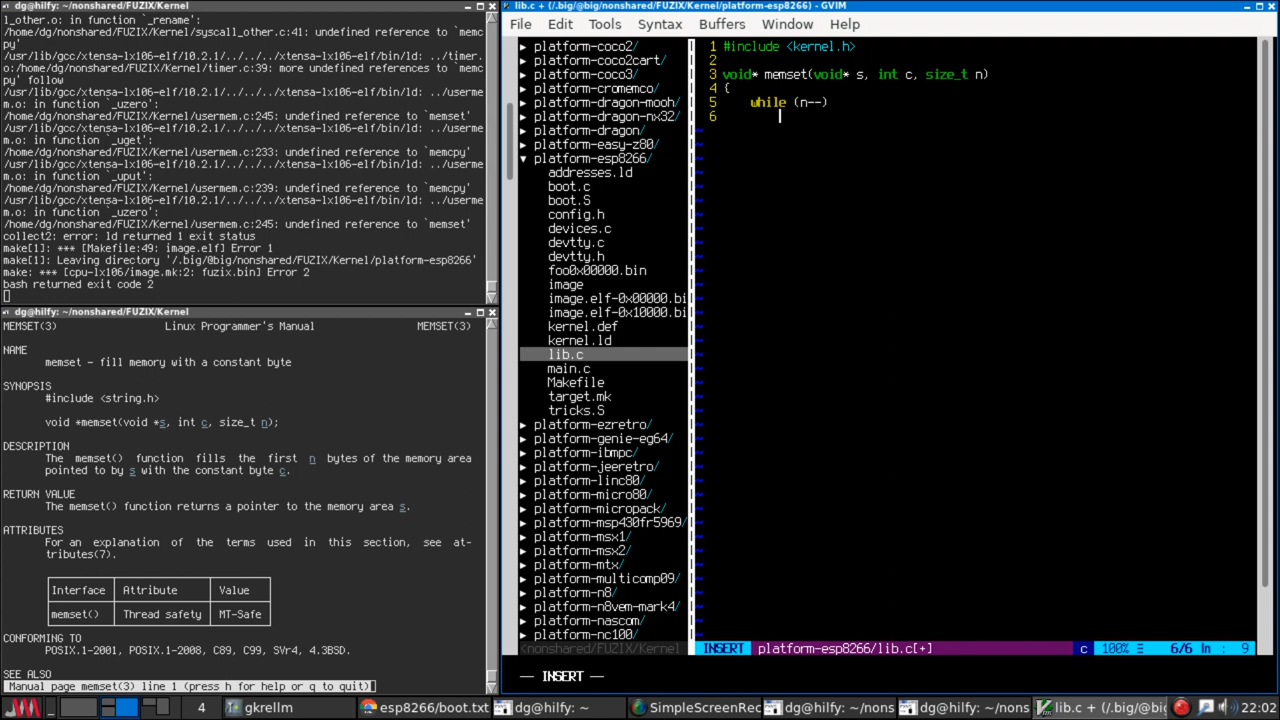 dg@hilfy: ~/nonshared/FUZIX/Kernel
l_or.o: in function `_rename':
/home/dg/nonshared/FUZIX/Kernel/syscall_other.c:41: undefined reference to `memc
py'
/usr/lib/gcc/xtensa-lx106-elf/10.2.1/../../../xtensa-lx106-elf/bin/ld: ../timer.
o:/home/dg/nonshared/FUZIX/Kernel/timer.c:39: more undefined references to `memc
py' follow
/usr/lib/gcc/xtensa-lx106-elf/10.2.1/../../../xtensa-lx106-elf/bin/ld: ../userme
m.o: in function `_uzero':
/home/dg/nonshared/FUZIX/Kernel/usermem.c:245: undefined reference to `memset'
/usr/lib/gcc/xtensa-lx106-elf/10.2.1/../../../xtensa-lx106-elf/bin/ld: ../userme
m.o: in function `_uget':
/home/dg/nonshared/FUZIX/Kernel/usermem.c:233: undefined reference to `memcpy'
/usr/lib/gcc/xtensa-lx106-elf/10.2.1/../../../xtensa-lx106-elf/bin/ld: ../userme
m.o: in function `_uput':
/home/dg/nonshared/FUZIX/Kernel/usermem.c:239: undefined reference to `memcpy'
/usr/lib/gcc/xtensa-lx106-elf/10.2.1/../../../xtensa-lx106-elf/bin/ld: ../userme
m.o: in function `_uzero':
/home/dg/nonshared/FUZIX/Kernel/usermem.c:245: undefined reference to `memset'
collect2: error: ld returned 1 exit status
make[1]: *** [Makefile:49: image.elf] Error 1
make[1]: Leaving directory '/.big/@big/nonshared/FUZIX/Kernel/platform-esp8266'
make: *** [cpu-lx106/image.mk:2: fuzix.bin] Error 2
bash returned exit code 2
dg@hilfy: ~/nonshared/FUZIX/Kernel
MEMSET(3) Linux Programmer's Manual MEMSET(3)
NAME
memset - fill memory with a constant byte
SYNOPSIS
#include <string.h>
void *memset(void *s, int c, size_t n);
DESCRIPTION
The memset() function fills the first n bytes of the memory area
pointed to by s with the constant byte c.
RETURN VALUE
The memset() function returns a pointer to the memory area s.
ATTRIBUTES
For an explanation of the terms used in this section, see at-
tributes(7).
Interface Attribute Value
memset() Thread safety MT-Safe
CONFORMING TO
POSIX.1-2001, POSIX.1-2008, C89, C99, SVr4, 4.3BSD.
SEE ALSO
Manual page memset(3) line 1 (press h for help or q to quit)
lib.c + (/.big/@big/nonshared/FUZIX/Kernel/platform-esp8266) - GVIM
File Edit Tools Syntax Buffers Window Help
▶ platform-coco2/
▶ platform-coco2cart/
▶ platform-coco3/
▶ platform-cromemco/
▶ platform-dragon-mooh/
▶ platform-dragon-nx32/
▶ platform-dragon/
▶ platform-easy-z80/
▼ platform-esp8266/
addresses.ld
boot.c
boot.S
config.h
devices.c
devtty.c
devtty.h
foo0x00000.bin
image
image.elf-0x00000.bi
image.elf-0x10000.bi
kernel.def
kernel.ld
lib.c
main.c
Makefile
target.mk
tricks.S
▶ platform-ezretro/
▶ platform-genie-eg64/
▶ platform-ibmpc/
▶ platform-jeeretro/
▶ platform-linc80/
▶ platform-micro80/
▶ platform-micropack/
▶ platform-msp430fr5969/
▶ platform-msx1/
▶ platform-msx2/
▶ platform-mtx/
▶ platform-multicomp09/
▶ platform-n8/
▶ platform-n8vem-mark4/
▶ platform-nascom/
▶ platform-nc100/
<nonshared/FUZIX/Kernel
1 #include <kernel.h>
2
3 void* memset(void* s, int c, size_t n)
4 {
5 while (n--)
6
~
INSERT platform-esp8266/lib.c[+] c 100% Ξ 6/6 ln : 9
-- INSERT --
4 gkrellm esp8266/boot.txt dg@hilfy: ~ SimpleScreenRec dg@hilfy: ~/nons dg@hilfy: ~/nons lib.c + (/.big/@big 22:02